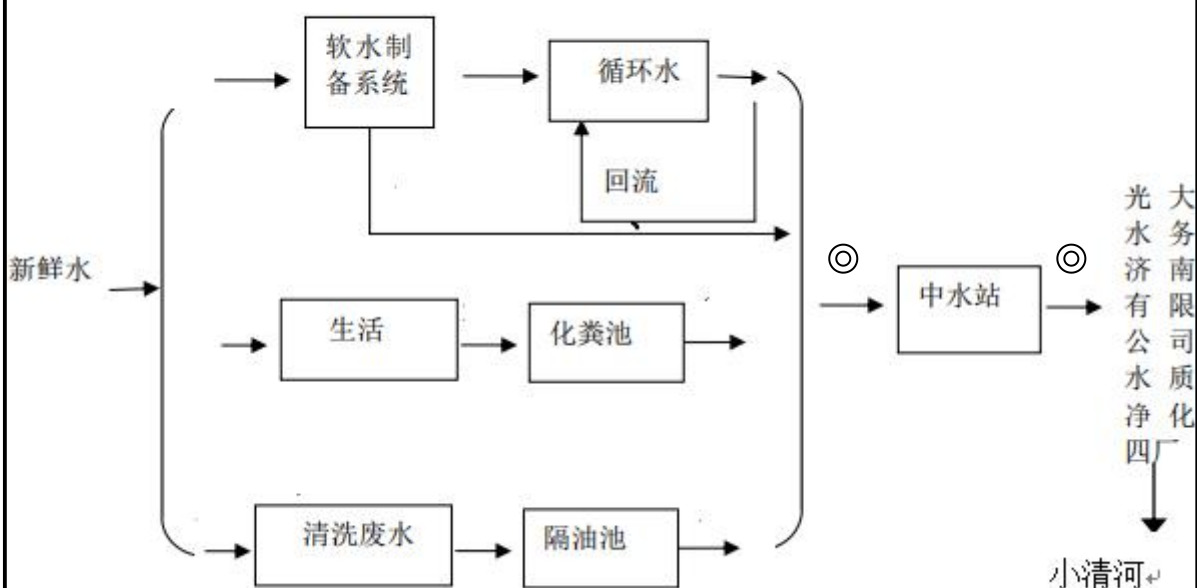 软水制
备系统
循环水
回流
新鲜水
生活
化粪池
中水站
清洗废水
隔油池
光大
水务
济南
有限
公司
水质
净化
四厂
小清河